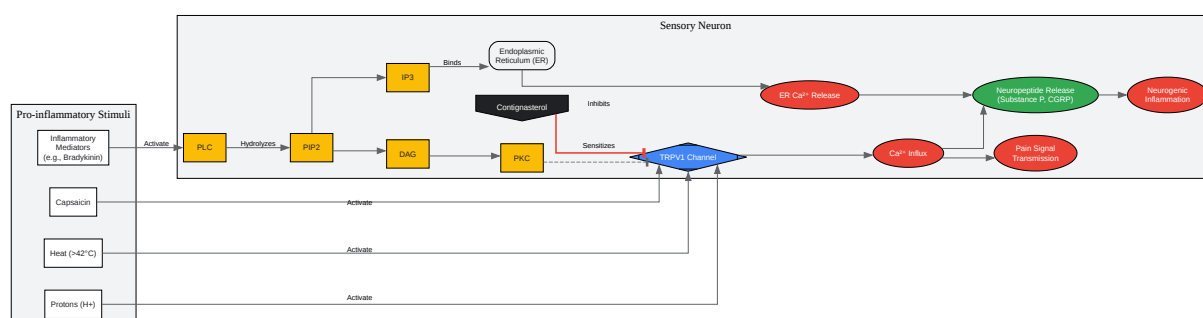 Sensory Neuron
Pro-inflammatory Stimuli
Inflammatory
Mediators
(e.g., Bradykinin)
Activate
PLC
Hydrolyzes
PIP2
IP3
Binds
Endoplasmic
Reticulum (ER)
DAG
PKC
Contignasterol
Inhibits
Sensitizes
TRPV1 Channel
ER Ca²⁺ Release
Ca²⁺ Influx
Neuropeptide Release
(Substance P, CGRP)
Neurogenic
Inflammation
Pain Signal
Transmission
Capsaicin
Activate
Heat (>42°C)
Activate
Protons (H+)
Activate